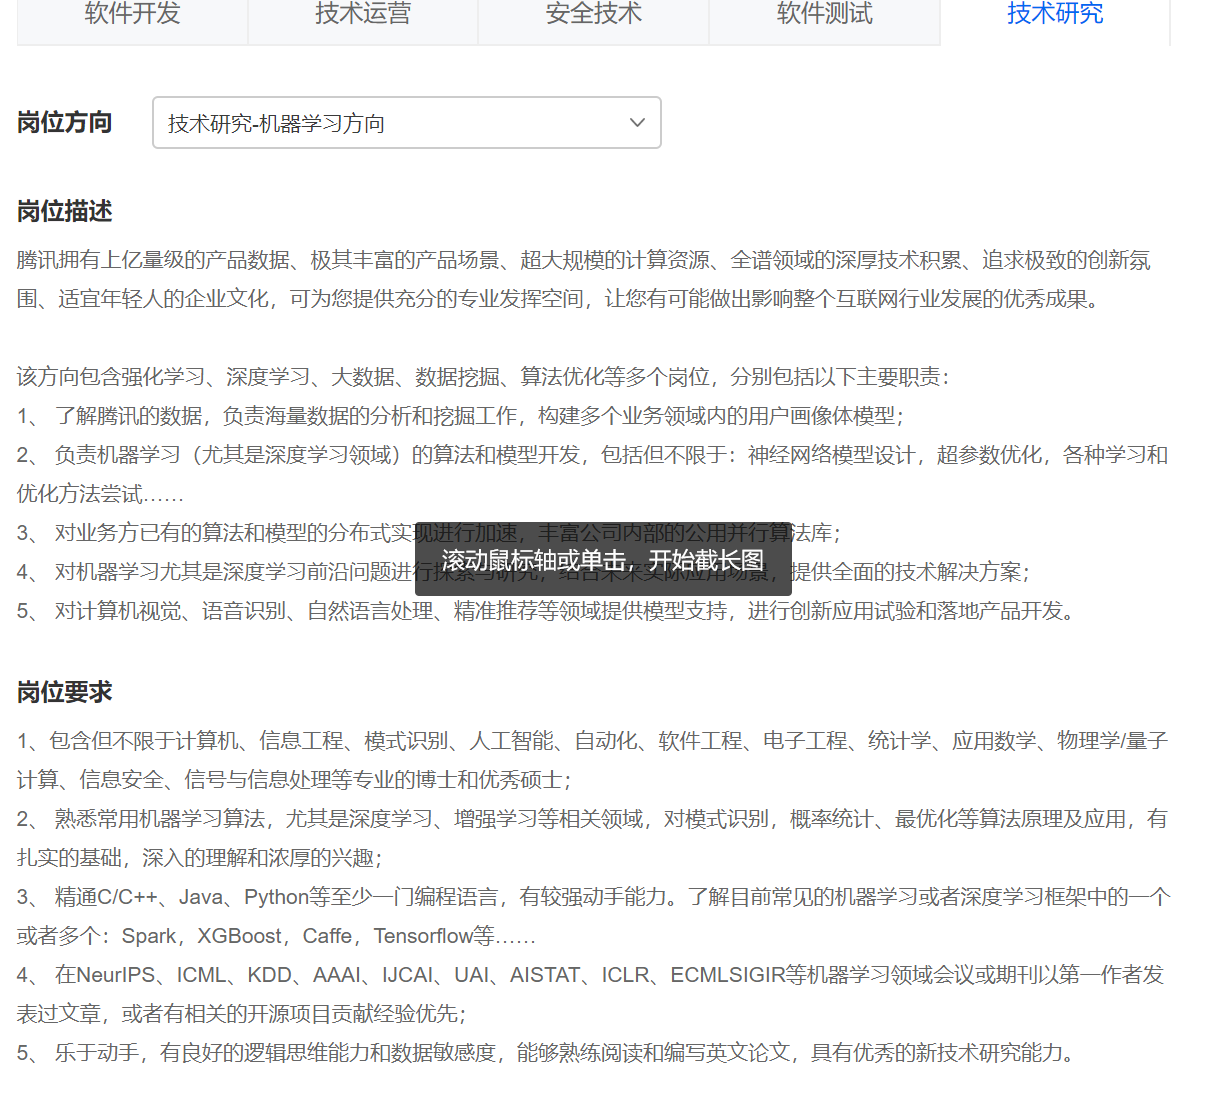 软件开发
技术运营
安全技术
软件测试
技术研究
岗位方向
技术研究-机器学习方向
岗位描述
腾讯拥有上亿量级的产品数据、极其丰富的产品场景、超大规模的计算资源、全谱领域的深厚技术积累、追求极致的创新氛
围、适宜年轻人的企业文化，可为您提供充分的专业发挥空间，让您有可能做出影响整个互联网行业发展的优秀成果。
该方向包含强化学习、深度学习、大数据、数据挖掘、算法优化等多个岗位，分别包括以下主要职责：
1、 了解腾讯的数据，负责海量数据的分析和挖掘工作，构建多个业务领域内的用户画像体模型；
2、 负责机器学习（尤其是深度学习领域）的算法和模型开发，包括但不限于：神经网络模型设计，超参数优化，各种学习和
优化方法尝试……
3、 对业务方已有的算法和模型的分布式实现进行加速，丰富公司内部的公用并行算法库；
滚动鼠标轴或单击，开始截长图
4、 对机器学习尤其是深度学习前沿问题进行探索与研究，结合未来实际应用场景，提供全面的技术解决方案；
5、 对计算机视觉、语音识别、自然语言处理、精准推荐等领域提供模型支持，进行创新应用试验和落地产品开发。
岗位要求
1、包含但不限于计算机、信息工程、模式识别、人工智能、自动化、软件工程、电子工程、统计学、应用数学、物理学/量子
计算、信息安全、信号与信息处理等专业的博士和优秀硕士；
2、 熟悉常用机器学习算法，尤其是深度学习、增强学习等相关领域，对模式识别，概率统计、最优化等算法原理及应用，有
扎实的基础，深入的理解和浓厚的兴趣；
3、 精通C/C++、Java、Python等至少一门编程语言，有较强动手能力。了解目前常见的机器学习或者深度学习框架中的一个
或者多个：Spark，XGBoost，Caffe，Tensorflow等……
4、 在NeurIPS、ICML、KDD、AAAI、IJCAI、UAI、AISTAT、ICLR、ECMLSIGIR等机器学习领域会议或期刊以第一作者发
表过文章，或者有相关的开源项目贡献经验优先；
5、 乐于动手，有良好的逻辑思维能力和数据敏感度，能够熟练阅读和编写英文论文，具有优秀的新技术研究能力。